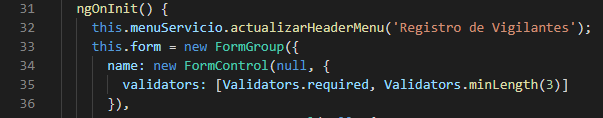 31 ngOnInit() {
32 this.menuServicio.actualizarHeaderMenu('Registro de Vigilantes');
33 this.form = new FormGroup({
34 name: new FormControl(null, {
35 validators: [Validators.required, Validators.minLength(3)]
36 }),